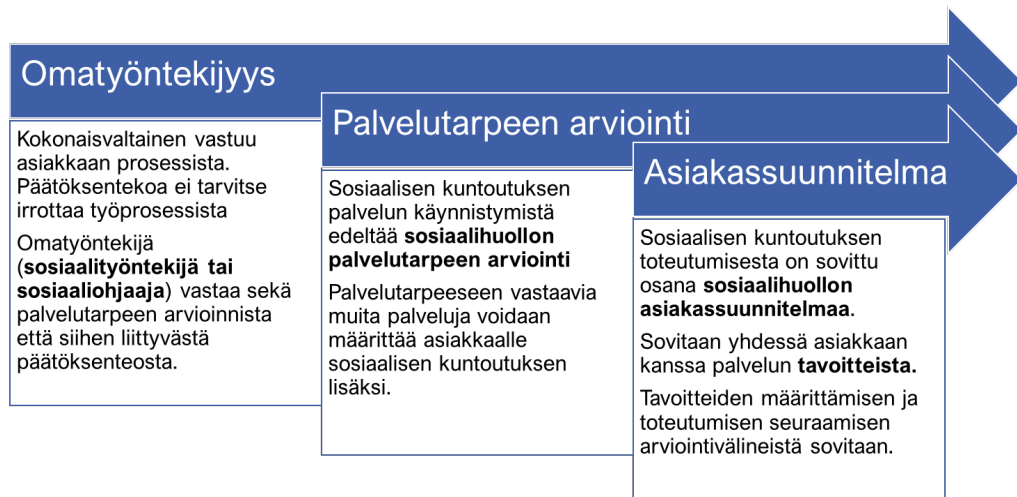 Omatyöntekijyys
Kokonaisvaltainen vastuu
asiakkaan prosessista.
Päätöksentekoa ei tarvitse
irrottaa työprosessista
Omatyöntekijä
(sosiaalityöntekijä tai
sosiaaliohjaaja) vastaa sekä
palvelutarpeen arvioinnista
että siihen liittyvästä
päätöksenteosta.
Palvelutarpeen arviointi
Sosiaalisen kuntoutuksen
palvelun käynnistymistä
edeltää sosiaalihuollon
palvelutarpeen arviointi
Palvelutarpeeseen vastaavia
muita palveluja voidaan
määrittää asiakkaalle
sosiaalisen kuntoutuksen
lisäksi.
Asiakassuunnitelma
Sosiaalisen kuntoutuksen
toteutumisesta on sovittu
osana sosiaalihuollon
asiakassuunnitelmaa.
Sovitaan yhdessä asiakkaan
kanssa palvelun tavoitteista.
Tavoitteiden määrittämisen ja
toteutumisen seuraamisen
arviointivälineistä sovitaan.